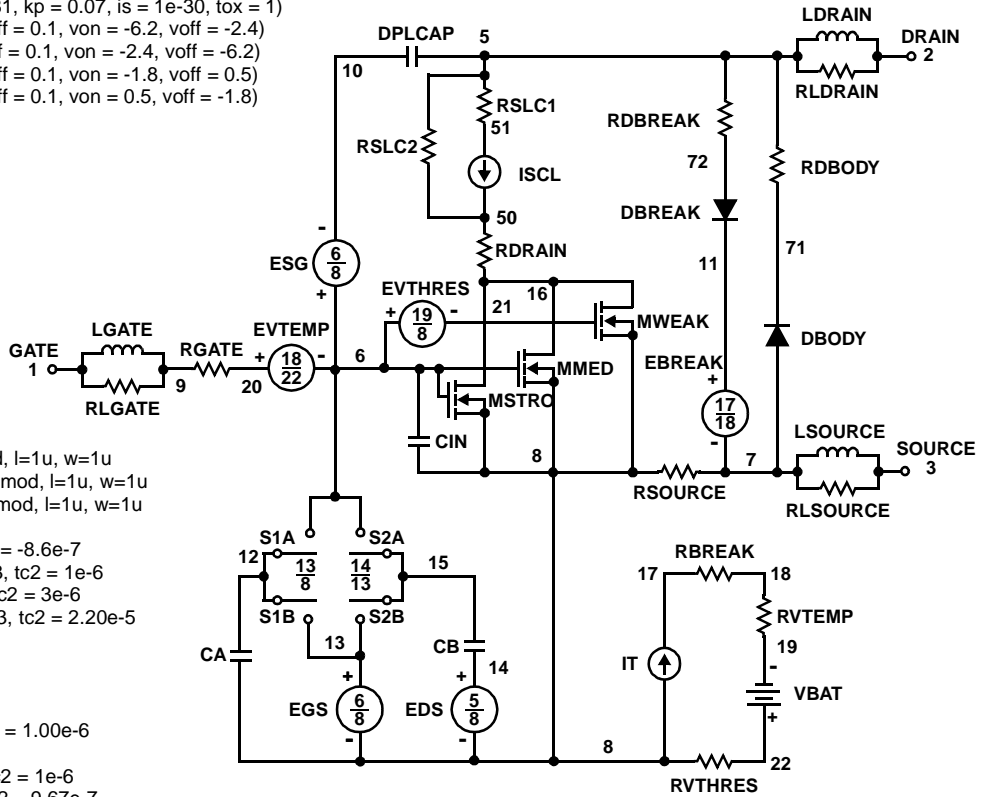 31, kp = 0.07, is = 1e-30, tox = 1)
ff = 0.1, von = -6.2, voff = -2.4)
f = 0.1, von = -2.4, voff = -6.2)
ff = 0.1, von = -1.8, voff = 0.5)
ff = 0.1, von = 0.5, voff = -1.8)
DPLCAP
5
10
LDRAIN
DRAIN
2
RLDRAIN
RSLC1
51
RSLC2
ISCL
50
RDRAIN
RDBREAK
72
RDBODY
DBREAK
71
11
-
ESG
6
8
+
EVTHRES
+
19
8
-
21
16
MWEAK
LGATE
GATE
1
RLGATE
9
RGATE
EVTEMP
+
18
22
-
20
6
MMED
MSTRO
DBODY
EBREAK
+
17
18
-
CIN
8
LSOURCE
SOURCE
7
3
RSOURCE
RLSOURCE
d, l=1u, w=1u
mod, l=1u, w=1u
mod, l=1u, w=1u
= -8.6e-7
3, tc2 = 1e-6
c2 = 3e-6
3, tc2 = 2.20e-5
S1A
S2A
12
13
8
14
13
15
S1B
S2B
13
CA
CB
14
+
EGS
6
8
-
+
EDS
5
8
-
8
RBREAK
17
18
RVTEMP
19
IT
-
VBAT
+
22
RVTHRES
= 1.00e-6
c2 = 1e-6